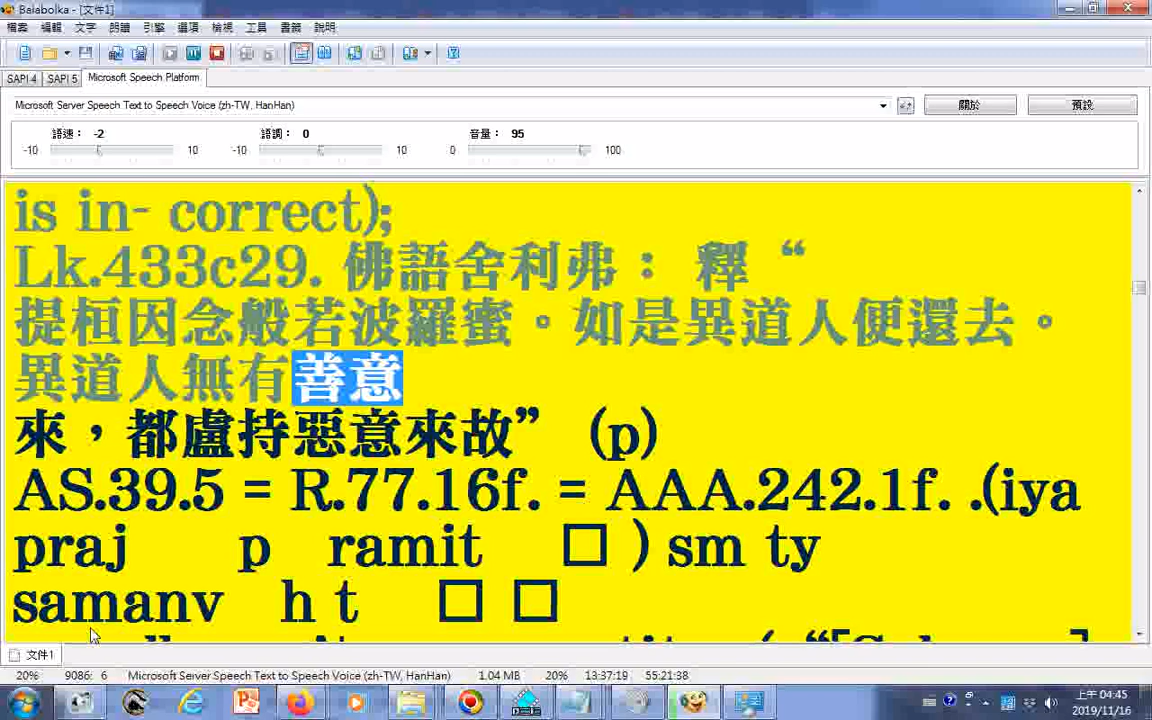 Balabolka - [文件1]
檔案 編輯 文字 朗讀 引擎 選項 檢視 工具 書籤 說明
SAPI 4 SAPI 5 Microsoft Speech Platform
Microsoft Server Speech Text to Speech Voice (zh-TW, HanHan) 關於 預設
語速： -2 語調： 0 音量： 95
-10 10 -10 10 0 100
is in- correct);
Lk.433c29. 佛語舍利弗： 釋 “
提桓因念般若波羅蜜。如是異道人便還去。
異道人無有善意
來，都盧持惡意來故” (p)
AS.39.5 = R.77.16f. = AAA.242.1f. .(iya
praj p ramit □ ) sm ty
samanv h t □ □
文件1
20% 9086: 6 Microsoft Server Speech Text to Speech Voice (zh-TW, HanHan) 1.04 MB 20% 13:37:19 55:21:38
上午 04:45
2019/11/16